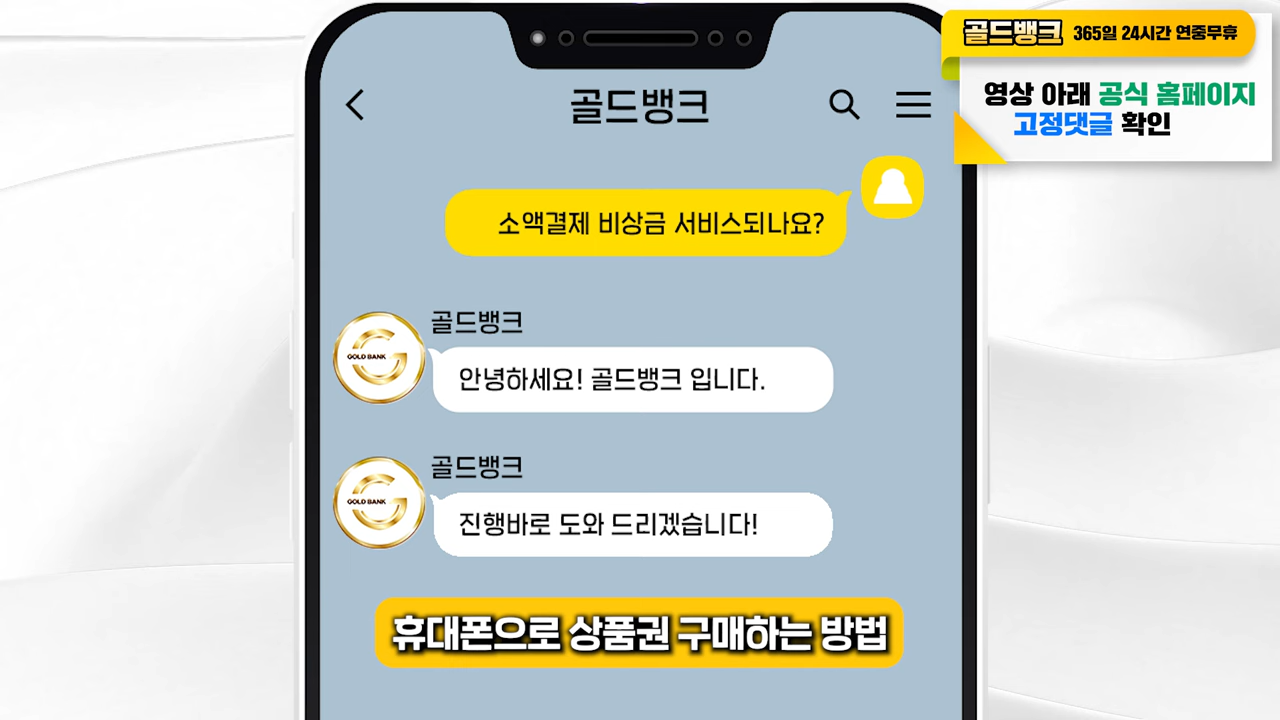 골드뱅크 365일 24시간 연중무휴
영상 아래 공식 홈페이지
고정댓글 확인
골드뱅크
소액결제 비상금 서비스되나요?
골드뱅크
GOLD BANK
안녕하세요! 골드뱅크 입니다.
골드뱅크
GOLD BANK
진행바로 도와 드리겠습니다!
휴대폰으로 상품권 구매하는 방법